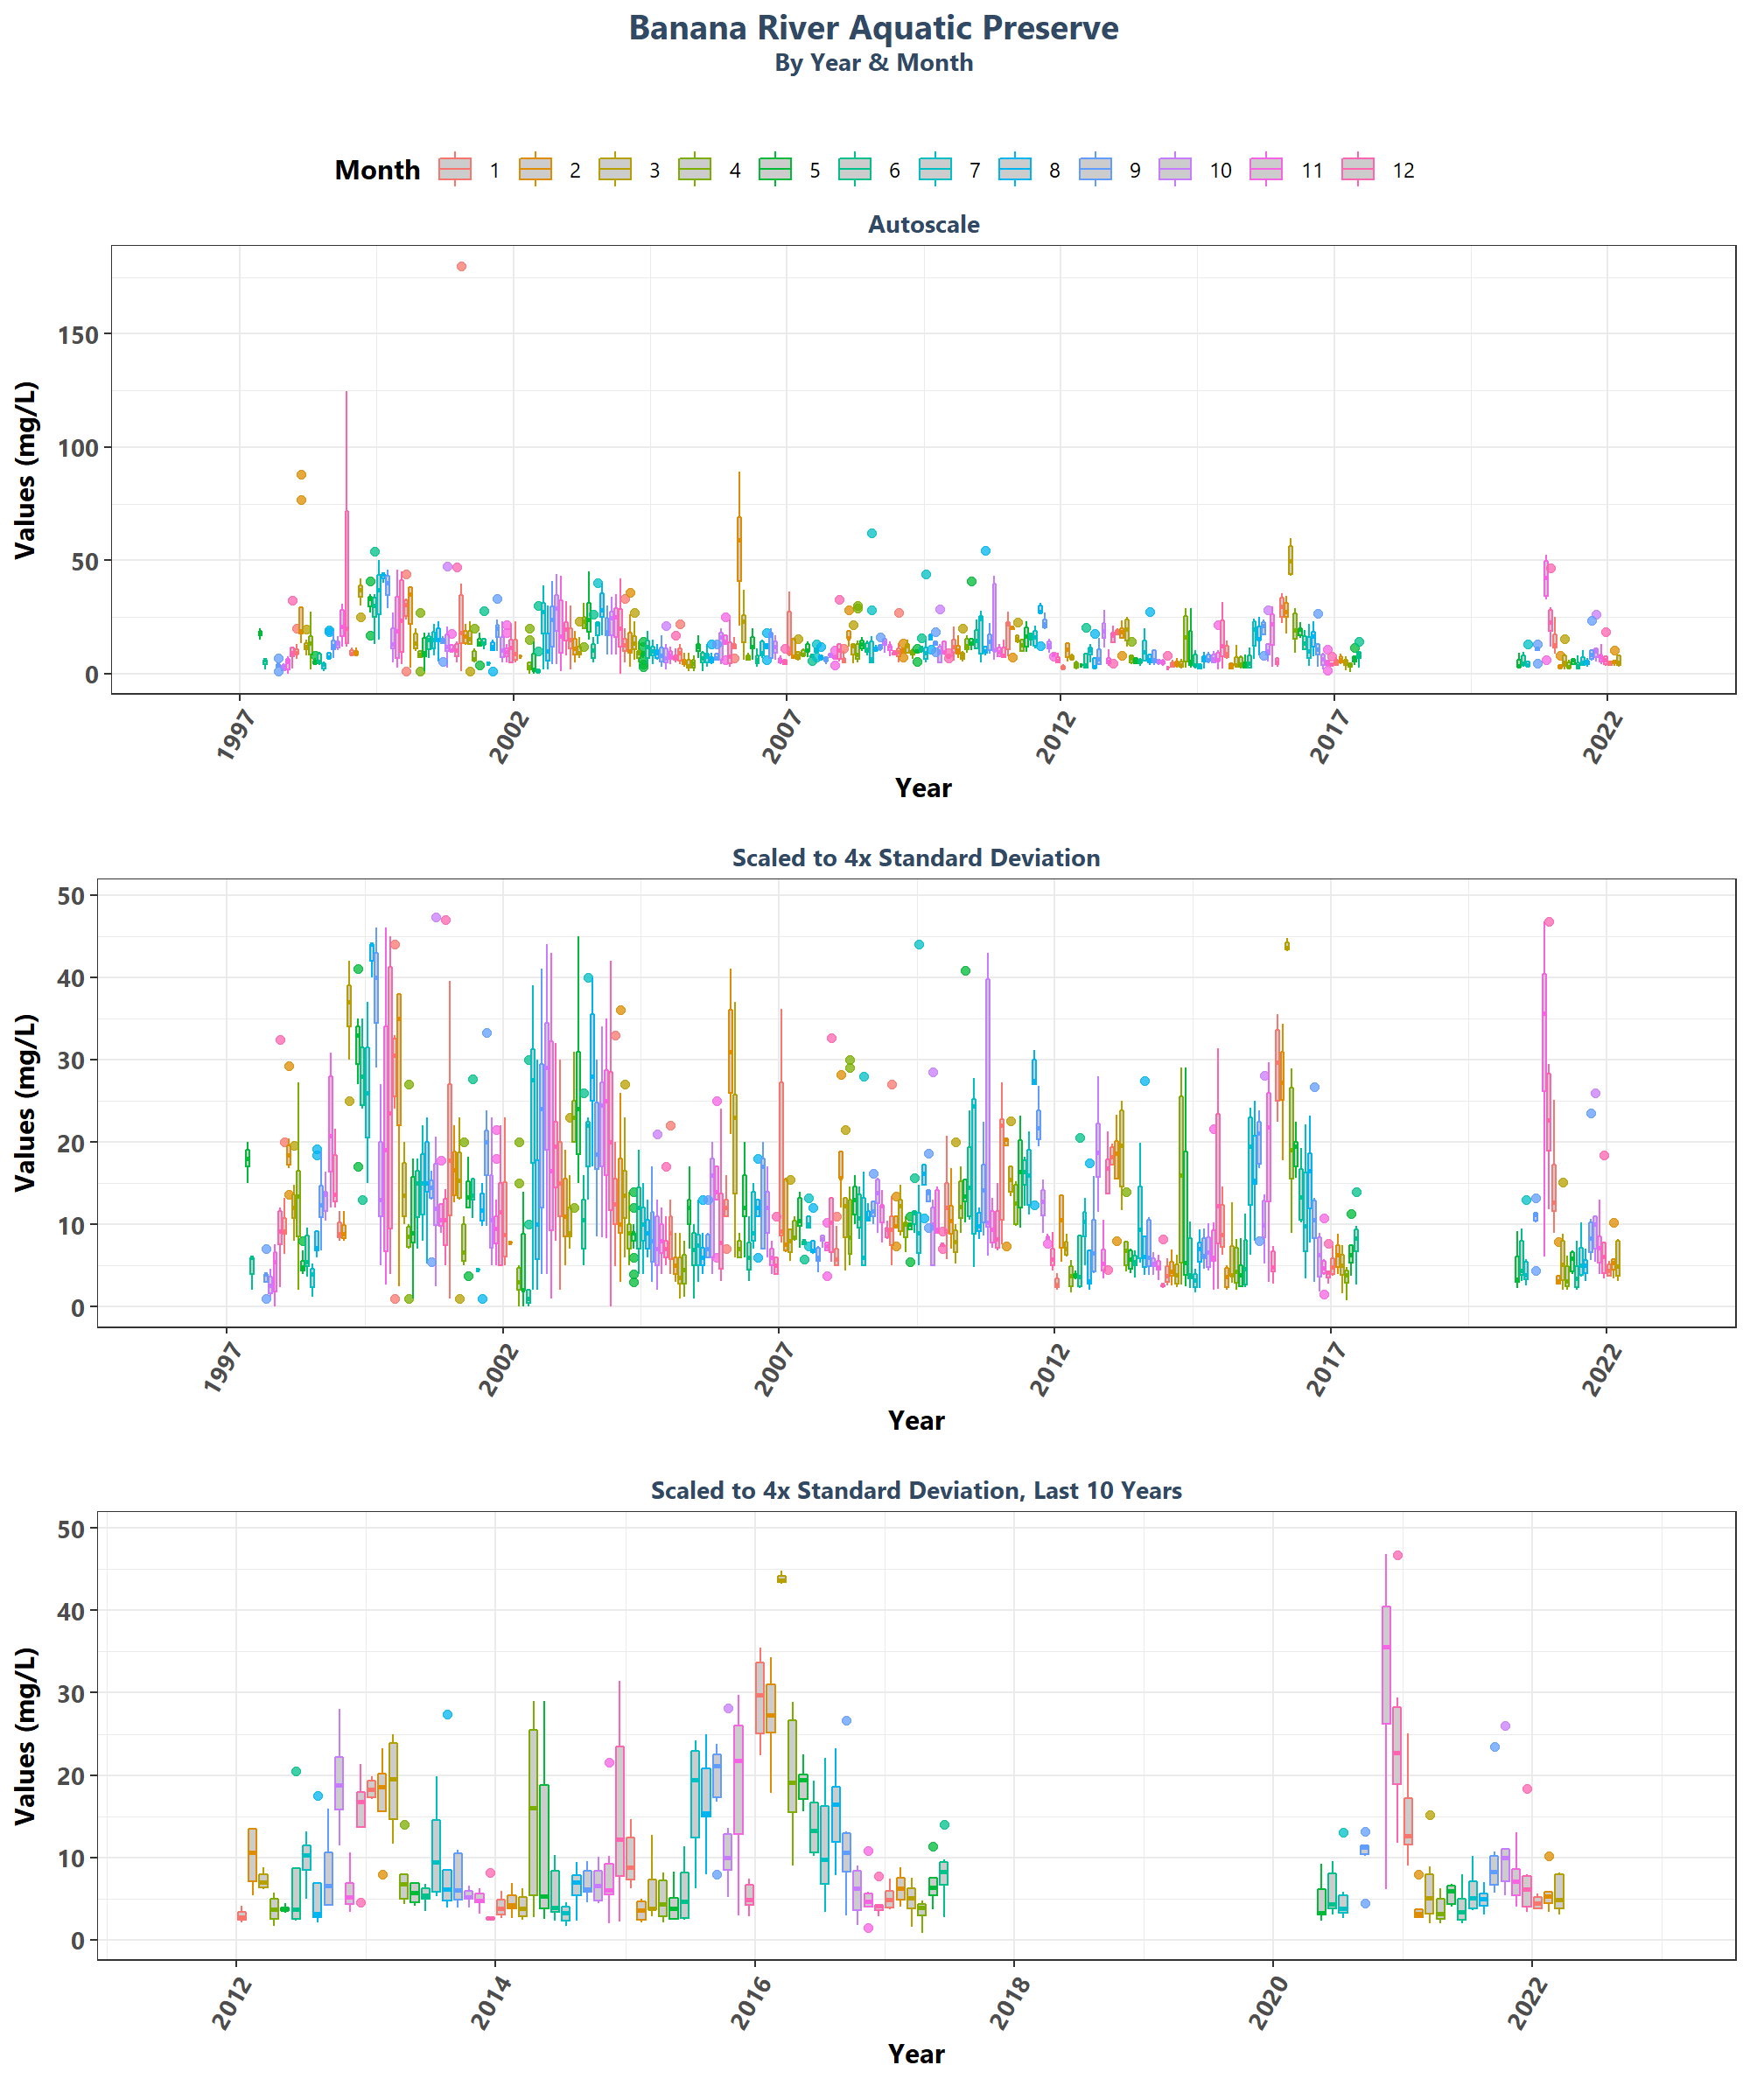 Banana River Aquatic Preserve
By Year & Month
Month 1 2 3 4 5 6 7 8 9 10 11 12
Autoscale
Values (mg/L)
150
100
50
0
1997 2002 2007 2012 2017 2022
Year
Scaled to 4x Standard Deviation
Values (mg/L)
50
40
30
20
10
0
1997 2002 2007 2012 2017 2022
Year
Scaled to 4x Standard Deviation, Last 10 Years
Values (mg/L)
50
40
30
20
10
0
2012 2014 2016 2018 2020 2022
Year